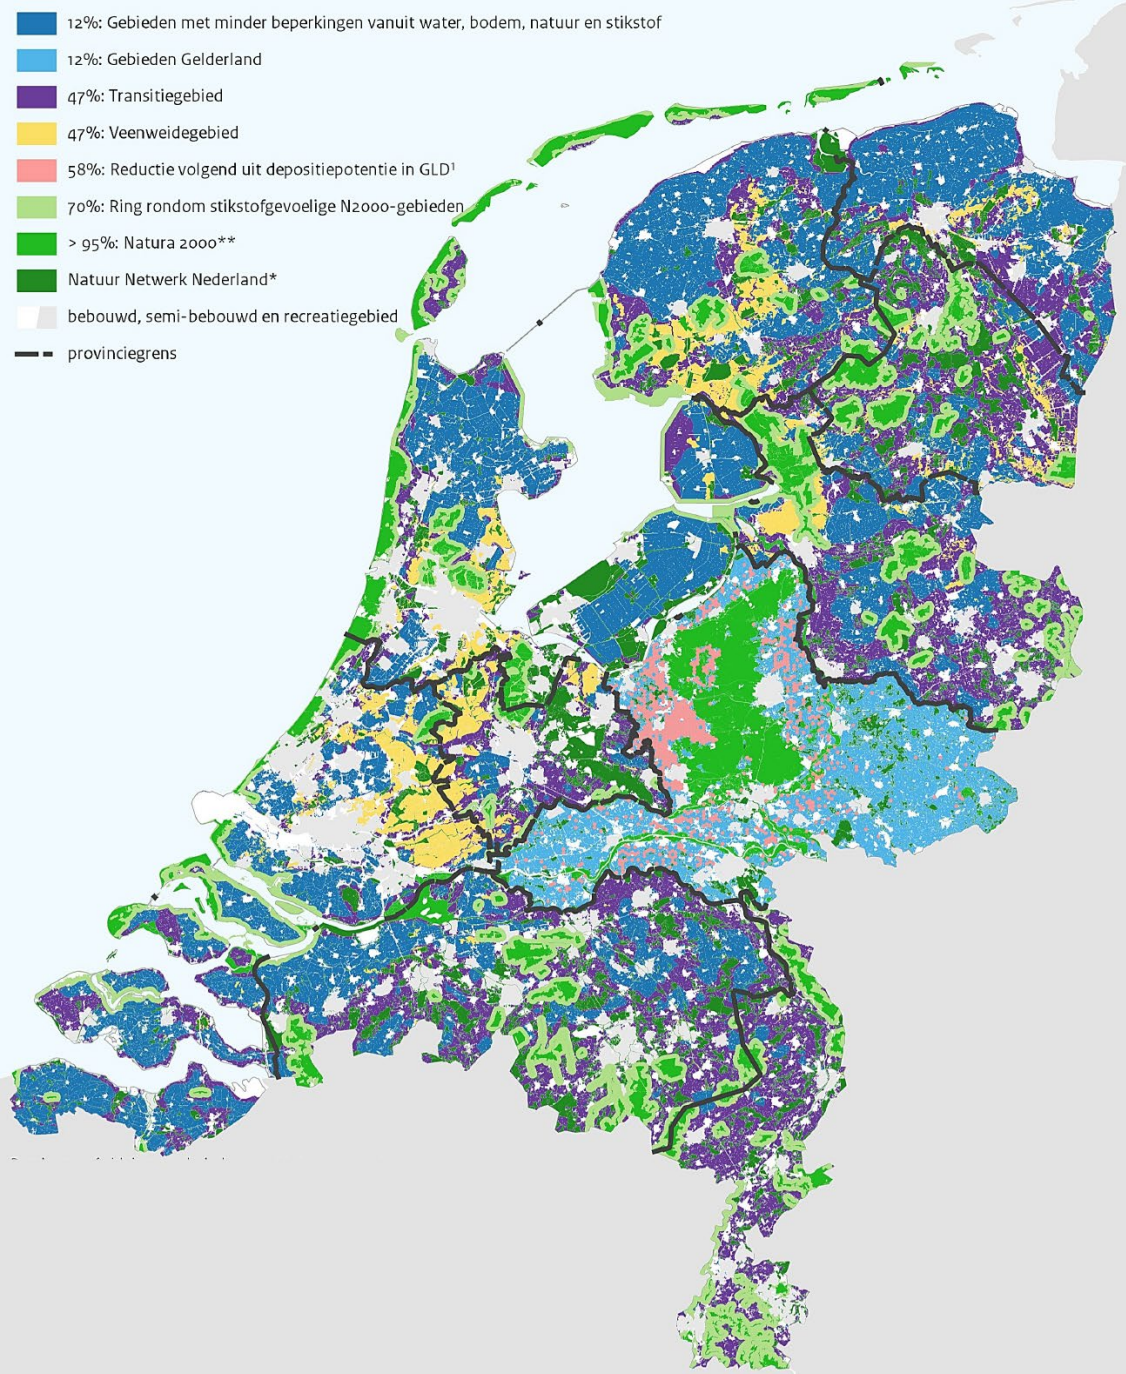 12%: Gebieden met minder beperkingen vanuit water, bodem, natuur en stikstof
12%: Gebieden Gelderland
47%: Transitiegebied
47%: Veenweidegebied
58%: Reductie volgend uit depositiepotentie in GLD¹
70%: Ring rondom stikstofgevoelige N2000-gebieden
> 95%: Natura 2000**
Natuur Netwerk Nederland*
bebouwd, semi-bebouwd en recreatiegebied
provinciegrens